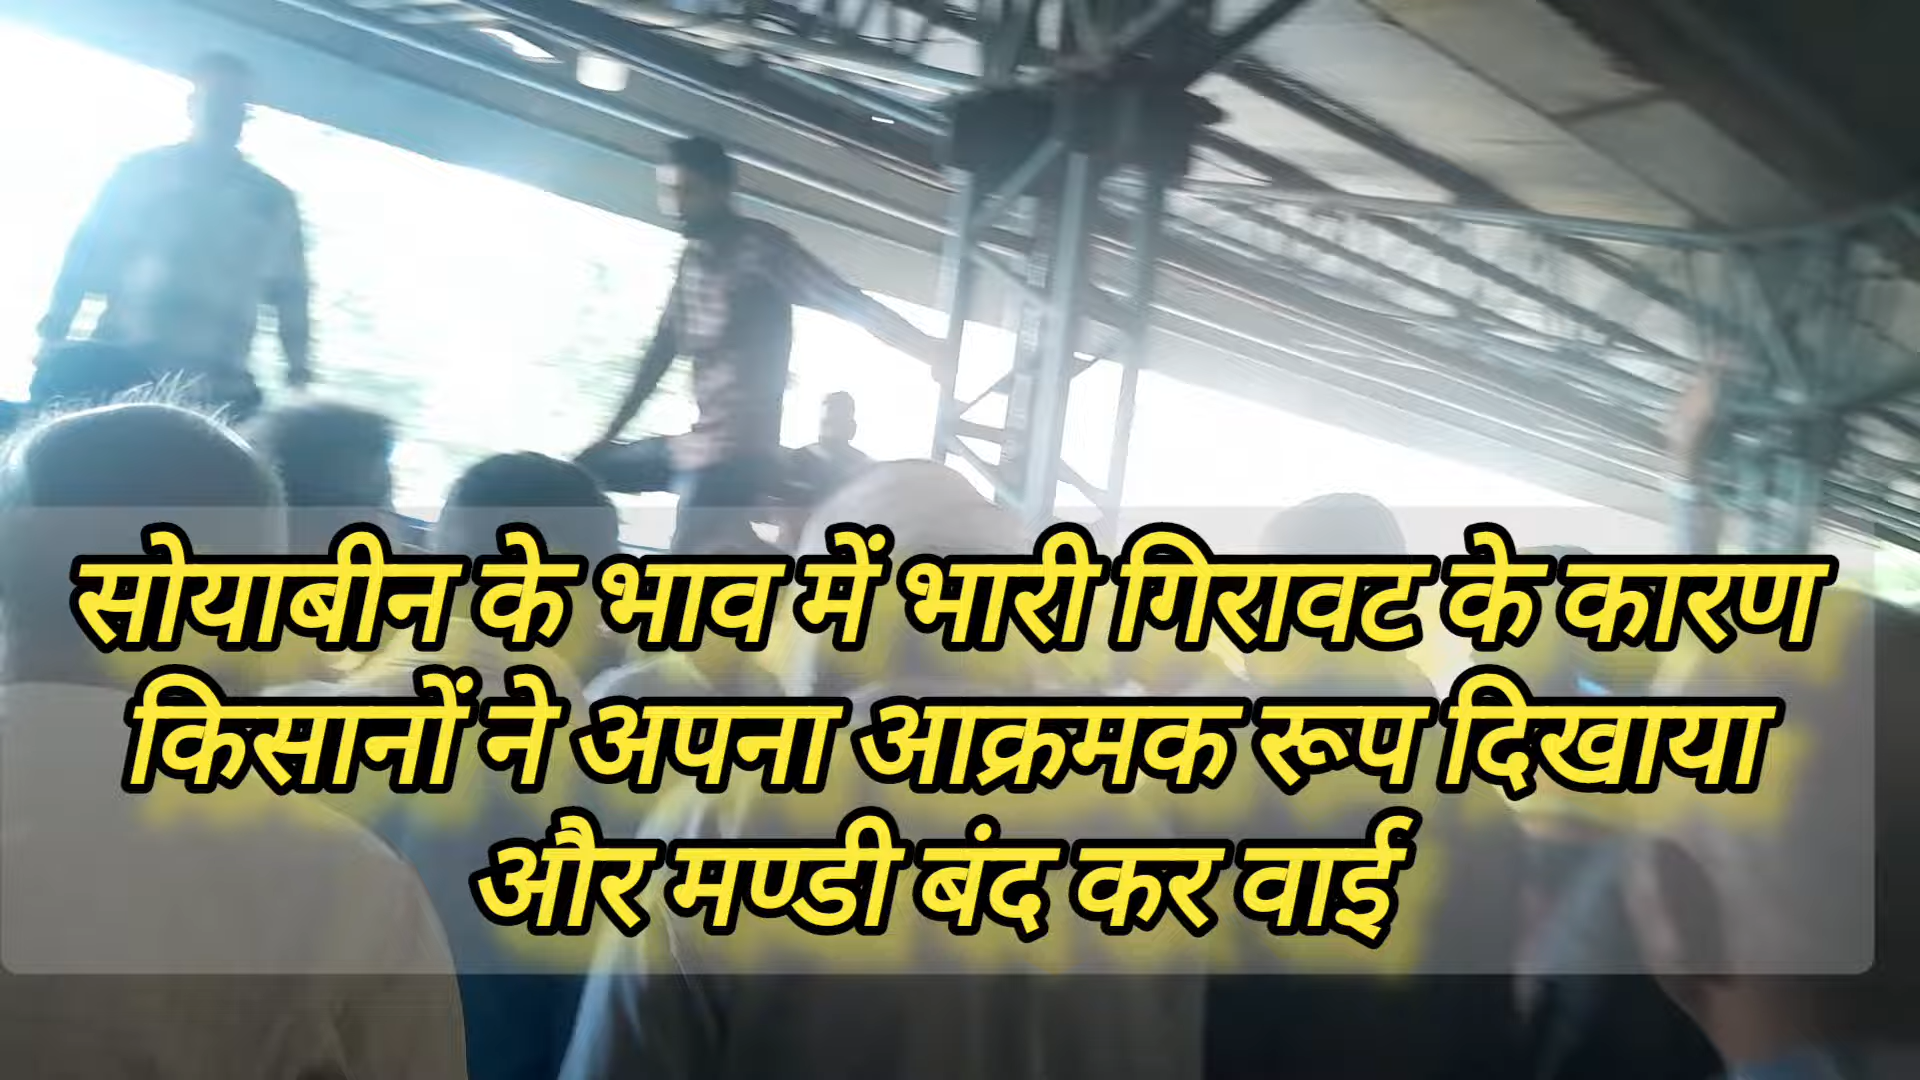 सोयाबीन के भाव में भारी गिरावट के कारण
किसानों ने अपना आक्रमक रूप दिखाया
और मण्डी बंद कर वाई